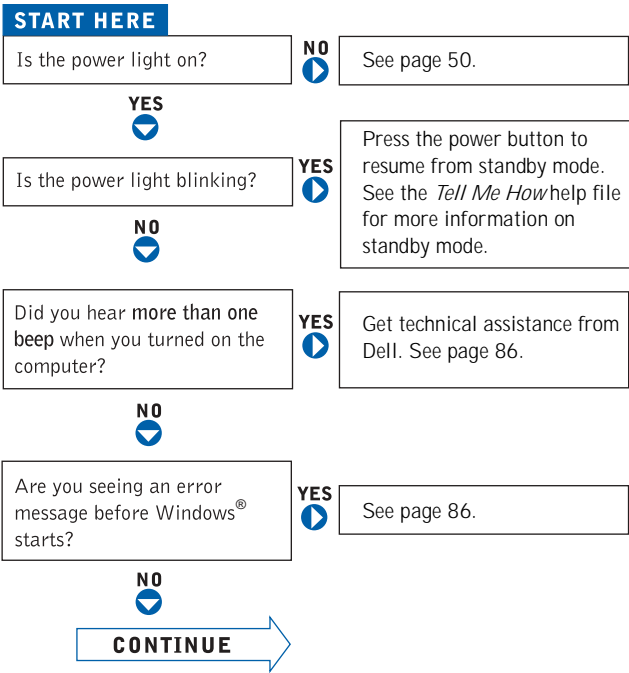 START HERE
Is the power light on?
NO
See page 50.
YES
Is the power light blinking?
YES
Press the power button to
resume from standby mode.
See the Tell Me How help file
for more information on
standby mode.
NO
Did you hear more than one
beep when you turned on the
computer?
YES
Get technical assistance from
Dell. See page 86.
NO
Are you seeing an error
message before Windows®
starts?
YES
See page 86.
NO
CONTINUE